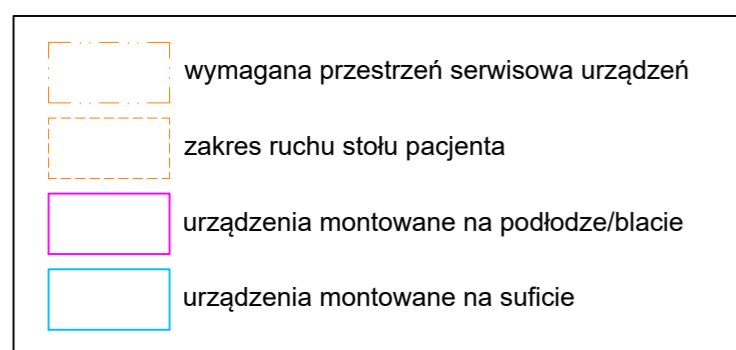 wymagana przestrzeń serwisowa urządzeń
zakres ruchu stołu pacjenta
urządzenia montowane na podłodze/blacie
urządzenia montowane na suficie